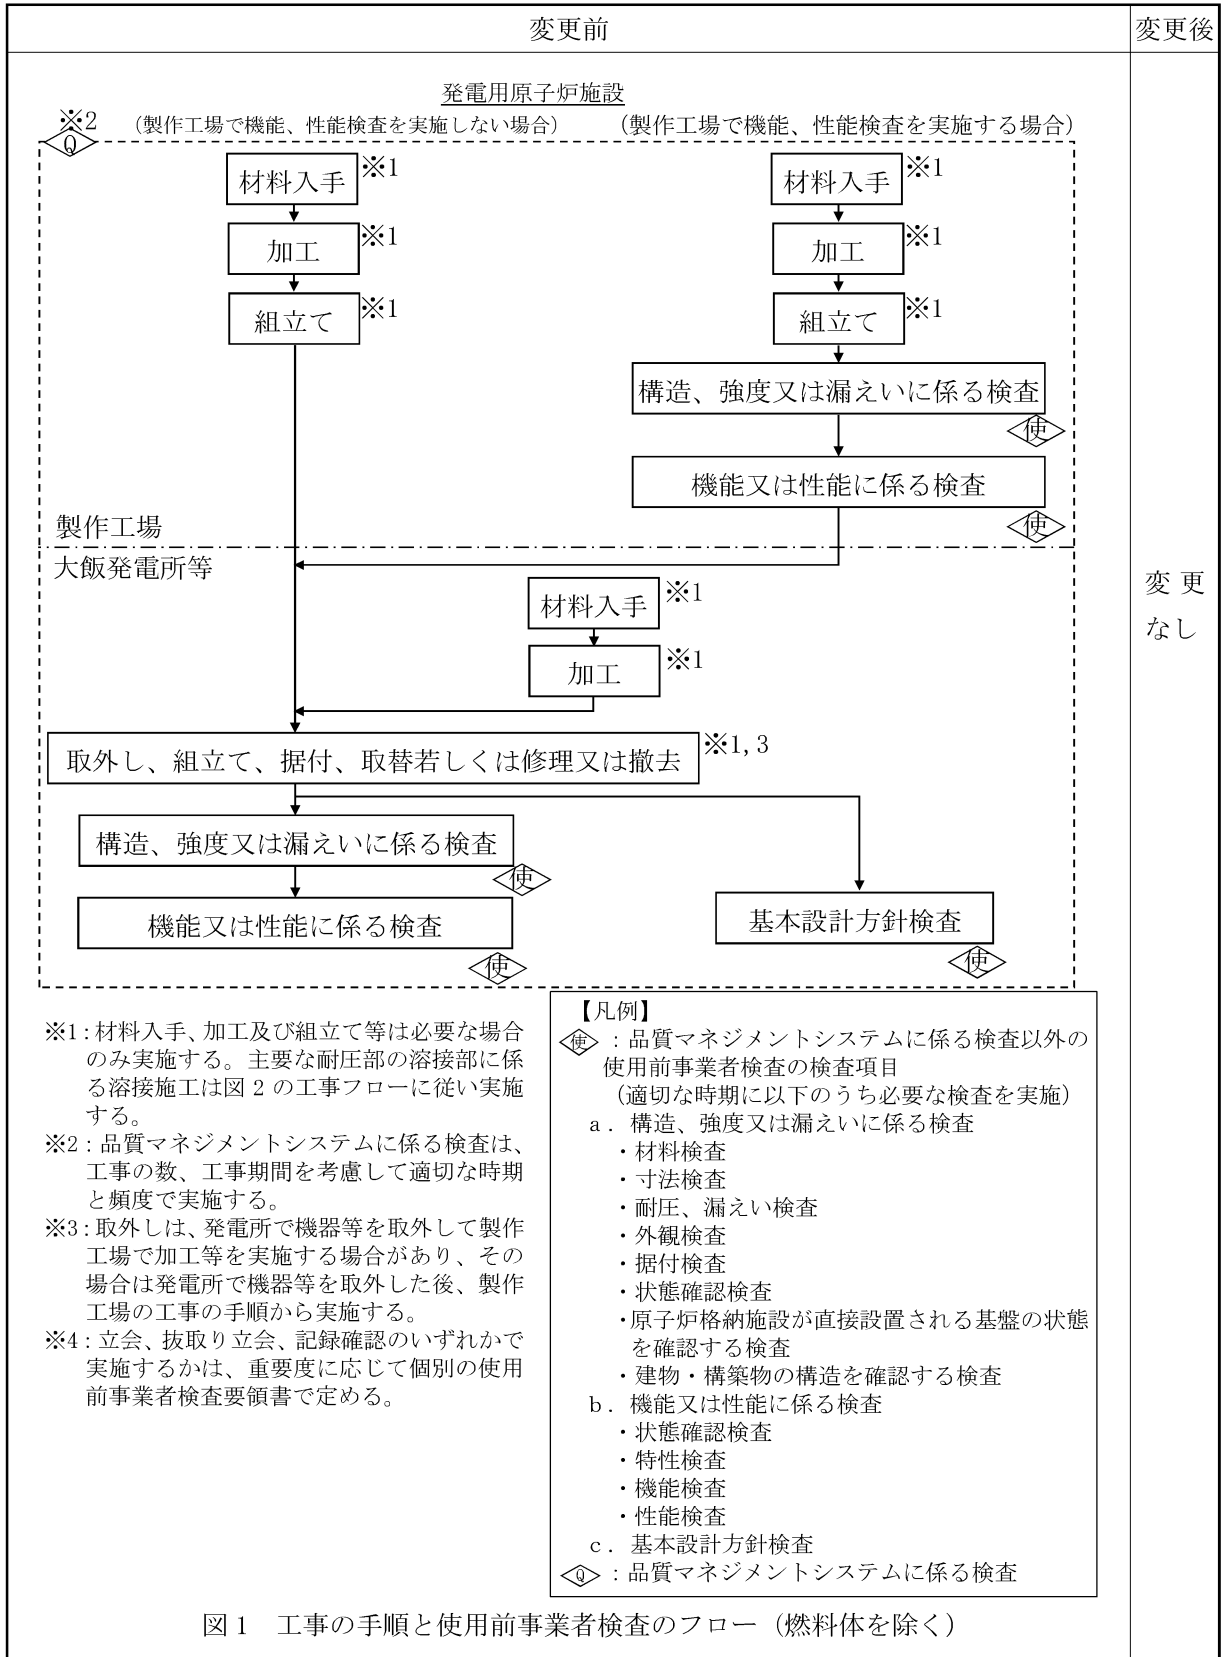 変更前
変更後
発電用原子炉施設
※2
（製作工場で機能、性能検査を実施しない場合）
（製作工場で機能、性能検査を実施する場合）
Q
材料入手
※1
材料入手
※1
加工
※1
加工
※1
組立て
※1
組立て
※1
構造、強度又は漏えいに係る検査
使
機能又は性能に係る検査
使
製作工場
大飯発電所等
材料入手
※1
加工
※1
取外し、組立て、据付、取替若しくは修理又は撤去
※1,3
構造、強度又は漏えいに係る検査
使
機能又は性能に係る検査
使
基本設計方針検査
使
変更
なし
※1：材料入手、加工及び組立て等は必要な場合
のみ実施する。主要な耐圧部の溶接部に係
る溶接施工は図2の工事フローに従い実施
する。
※2：品質マネジメントシステムに係る検査は、
工事の数、工事期間を考慮して適切な時期
と頻度で実施する。
※3：取外しは、発電所で機器等を取外して製作
工場で加工等を実施する場合があり、その
場合は発電所で機器等を取外した後、製作
工場の工事の手順から実施する。
※4：立会、抜取り立会、記録確認のいずれかで
実施するかは、重要度に応じて個別の使用
前事業者検査要領書で定める。
【凡例】
使：品質マネジメントシステムに係る検査以外の
使用前事業者検査の検査項目
（適切な時期に以下のうち必要な検査を実施）
a．構造、強度又は漏えいに係る検査
・材料検査
・寸法検査
・耐圧、漏えい検査
・外観検査
・据付検査
・状態確認検査
・原子炉格納施設が直接設置される基盤の状態
を確認する検査
・建物・構築物の構造を確認する検査
b．機能又は性能に係る検査
・状態確認検査
・特性検査
・機能検査
・性能検査
c．基本設計方針検査
Q：品質マネジメントシステムに係る検査
図1　工事の手順と使用前事業者検査のフロー（燃料体を除く）